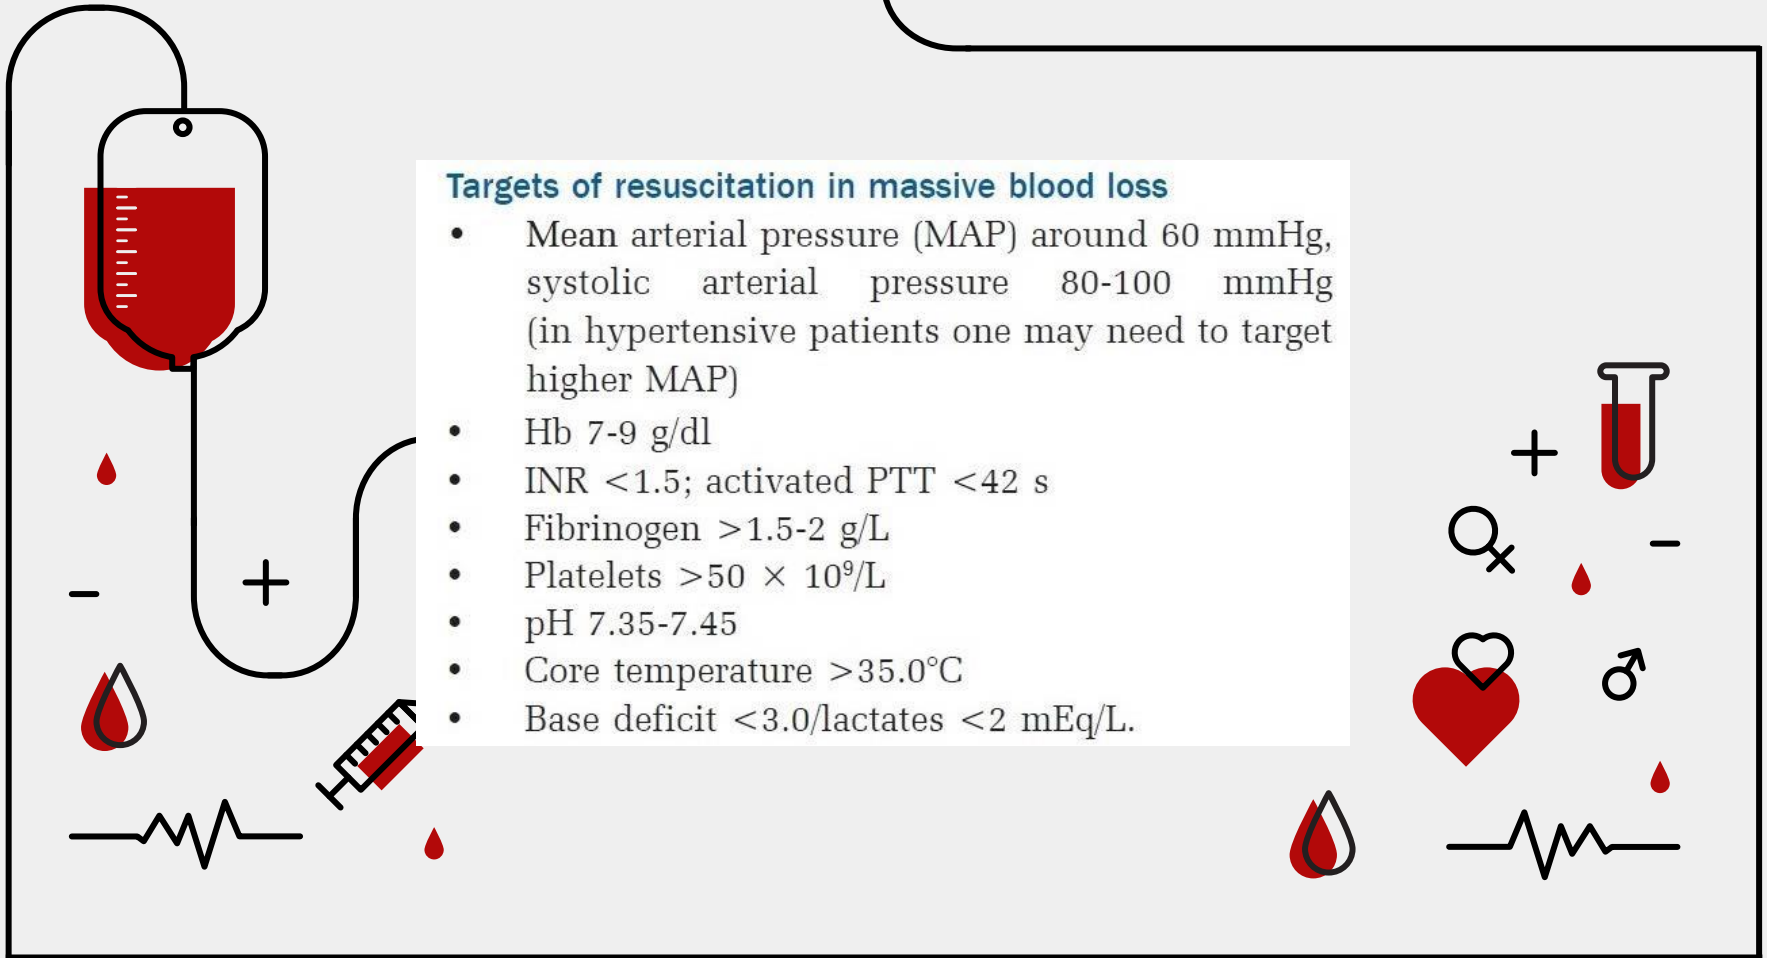 Targets of resuscitation in massive blood loss
• Mean arterial pressure (MAP) around 60 mmHg,
systolic arterial pressure 80-100 mmHg
(in hypertensive patients one may need to target
higher MAP)
• Hb 7-9 g/dl
• INR <1.5; activated PTT <42 s
• Fibrinogen >1.5-2 g/L
• Platelets >50 × 10⁹/L
• pH 7.35-7.45
• Core temperature >35.0°C
• Base deficit <3.0/lactates <2 mEq/L.